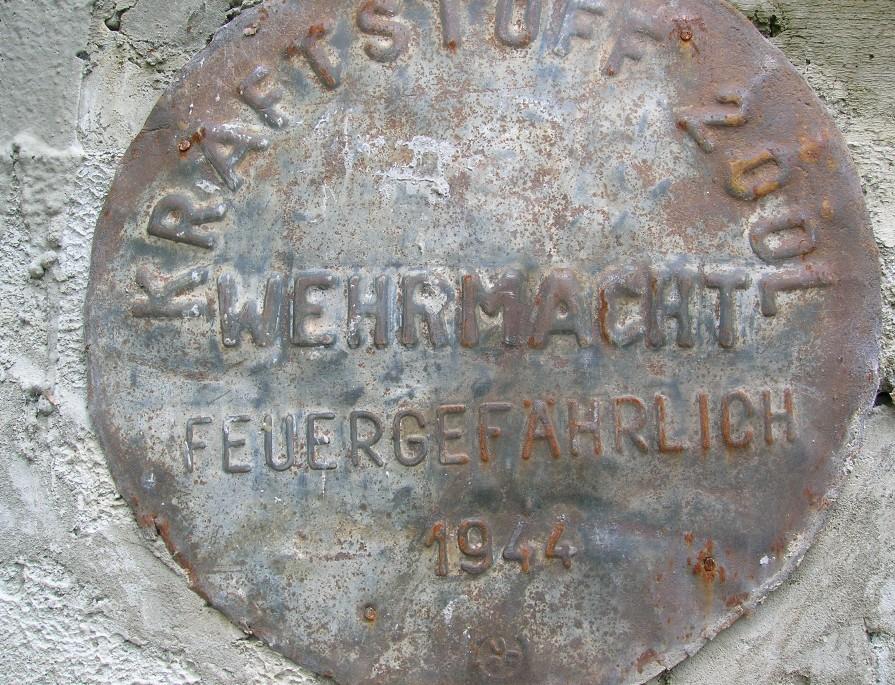 KRAFTSTOFF 200L
WEHRMACHT
FEUERGEFÄHRLICH
1944